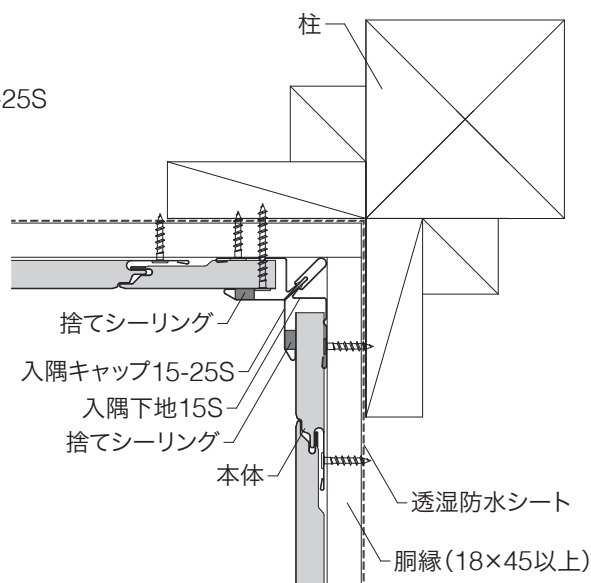 柱
-25S
捨てシーリング
入隅キャップ15-25S
入隅下地15S
捨てシーリング
本体
透湿防水シート
胴縁（18×45以上）